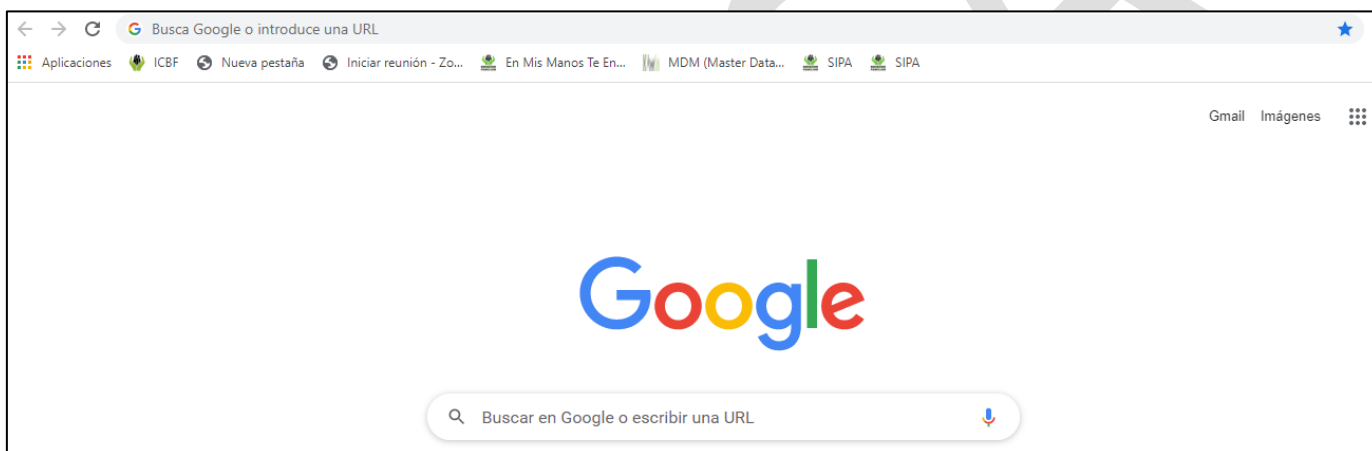 Busca Google o introduce una URL
Aplicaciones ICBF Nueva pestaña Iniciar reunión - Zo... En Mis Manos Te En... MDM (Master Data... SIPA SIPA
Gmail Imágenes
Google
Buscar en Google o escribir una URL